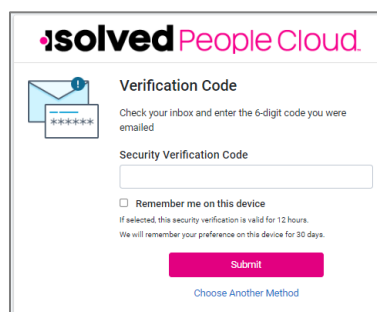 isolved People Cloud
Verification Code
Check your inbox and enter the 6-digit code you were
emailed
******
Security Verification Code
Remember me on this device
If selected, this security verification is valid for 12 hours.
We will remember your preference on this device for 30 days.
Submit
Choose Another Method